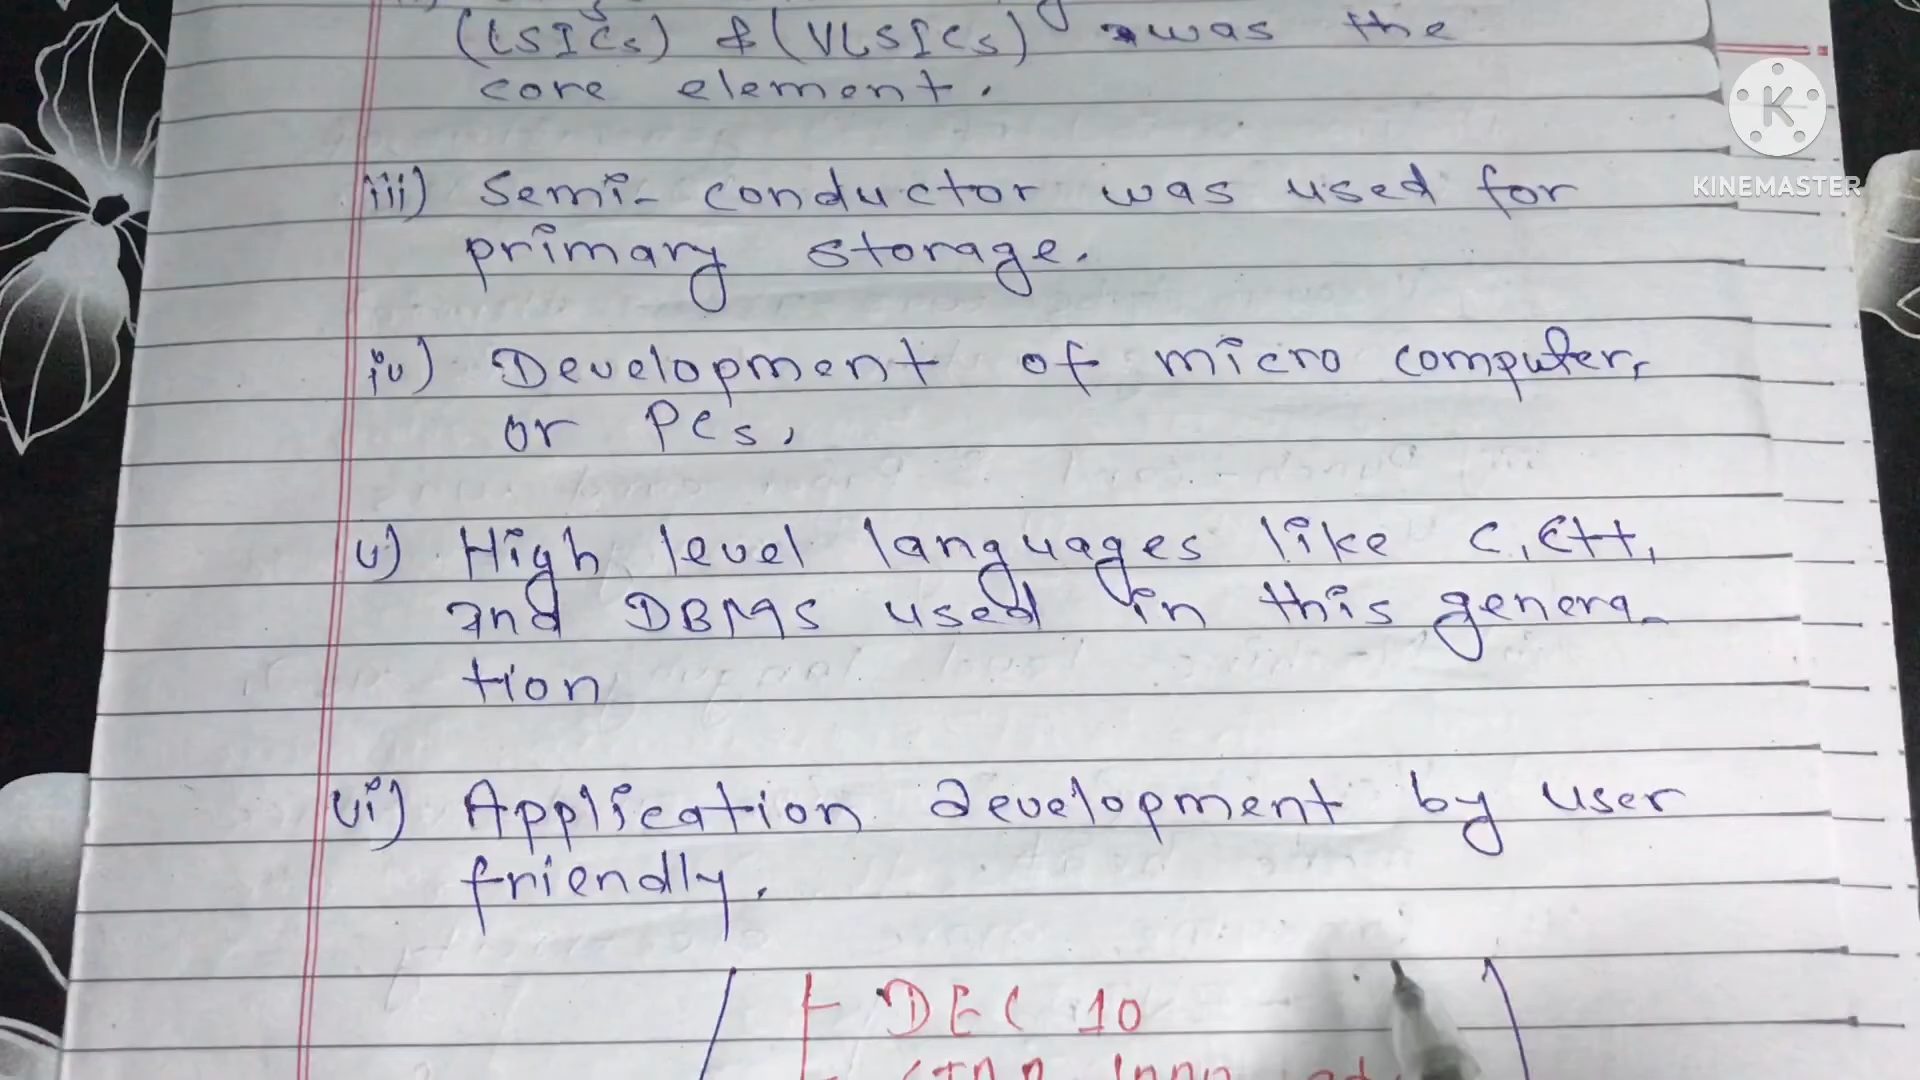 (LSICs) & (VLSICs) was the
core element.
iii) Semi- conductor was used for
primary storage.
iv) Development of micro computer,
or PCs,
v) High level languages like C, C++,
and DBMS used in this genera-
tion
vi) Application development by user
friendly.
DEC 10
K
KINEMASTER